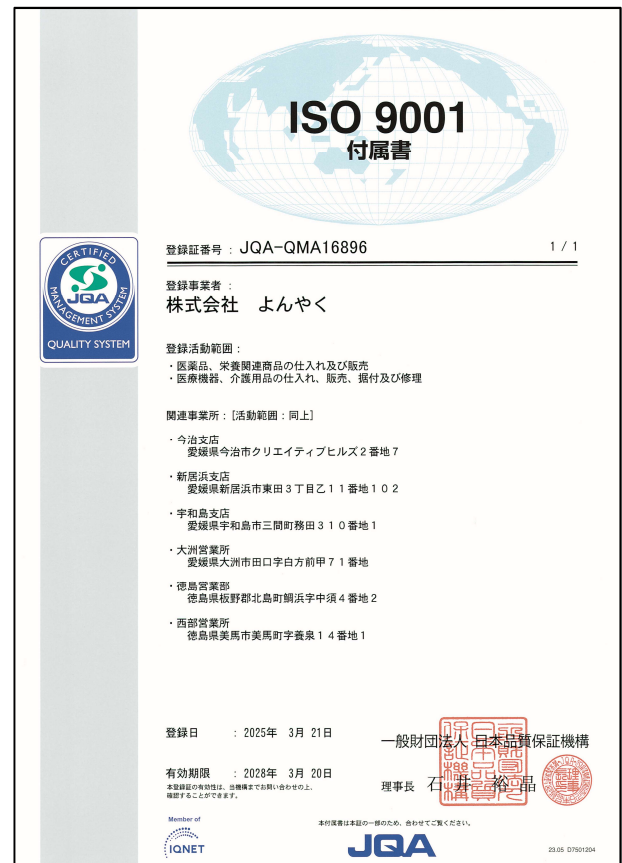 ISO 9001
付属書
登録証番号 : JQA-QMA16896 1 / 1
CERTIFIED
JQA
MANAGEMENT SYSTEM
QUALITY SYSTEM
登録事業者 :
株式会社 よんやく
登録活動範囲 :
・医薬品、栄養関連商品の仕入れ及び販売
・医療機器、介護用品の仕入れ、販売、据付及び修理
関連事業所 : [活動範囲 : 同上]
・今治支店
愛媛県今治市クリエイティブヒルズ2番地7
・新居浜支店
愛媛県新居浜市東田3丁目乙11番地102
・宇和島支店
愛媛県宇和島市三間町務田310番地1
・大洲営業所
愛媛県大洲市田口字白方前甲71番地
・徳島営業部
徳島県板野郡北島町鯛浜字中須4番地2
・西部営業所
徳島県美馬市美馬町字養泉14番地1
登録日 : 2025年 3月 21日
一般財団法人 日本品質保証機構
有効期限 : 2028年 3月 20日
本登録証の有効性は、当機構までお問い合わせの上、
確認することができます。
理事長 石 井 裕 晶
Member of
IQNET
本付属書は本証の一部のため、合わせてご覧ください。
JQA
23.05 D7501204